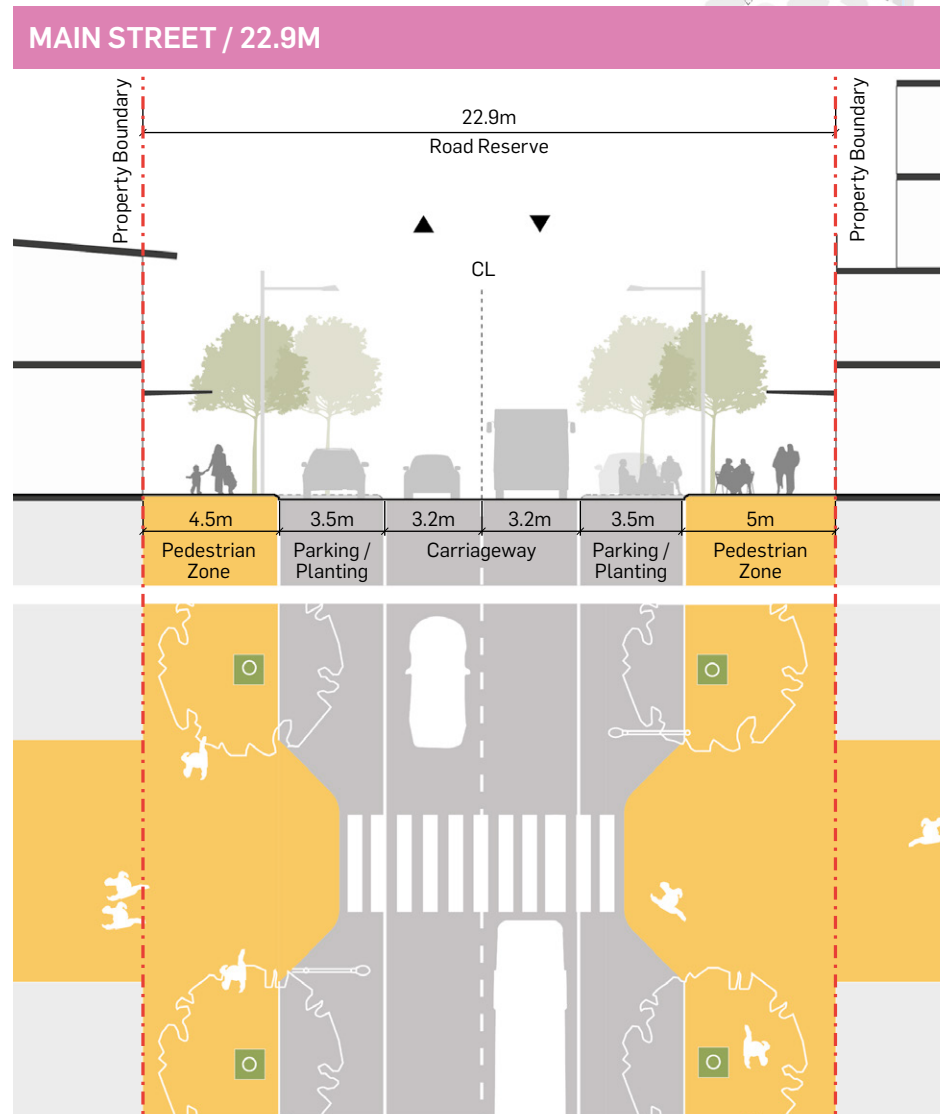 MAIN STREET / 22.9M
Property Boundary
22.9m
Road Reserve
Property Boundary
CL
4.5m
3.5m
3.2m
3.2m
3.5m
5m
Pedestrian
Zone
Parking /
Planting
Carriageway
Parking /
Planting
Pedestrian
Zone